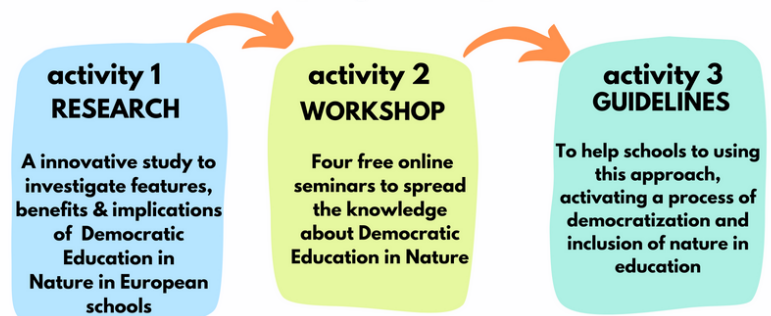 activity 1
RESEARCH
A innovative study to
investigate features,
benefits & implications
of Democratic
Education in
Nature in European
schools
activity 2
WORKSHOP
Four free online
seminars to spread
the knowledge
about Democratic
Education in Nature
activity 3
GUIDELINES
To help schools to using
this approach,
activating a process of
democratization and
inclusion of nature in
education